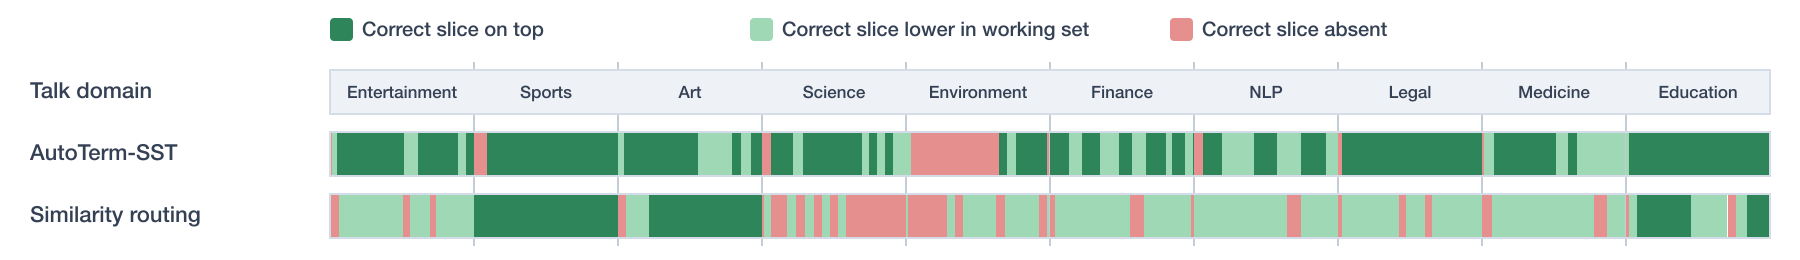 Correct slice on top Correct slice lower in working set Correct slice absent
Talk domain Entertainment Sports Art Science Environment Finance NLP Legal Medicine Education
AutoTerm-SST
Similarity routing